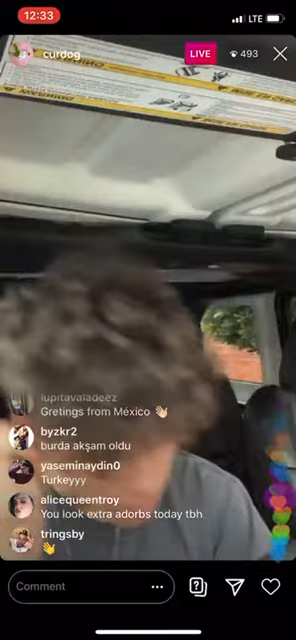 12:33
LTE
curdog
LIVE
493
lupitavaladeez
Gretings from México 👋🏻
byzkr2
burda akşam oldu
yaseminaydin0
Turkeyyy
alicequeentroy
You look extra adorbs today tbh
tringsby
👋
Comment